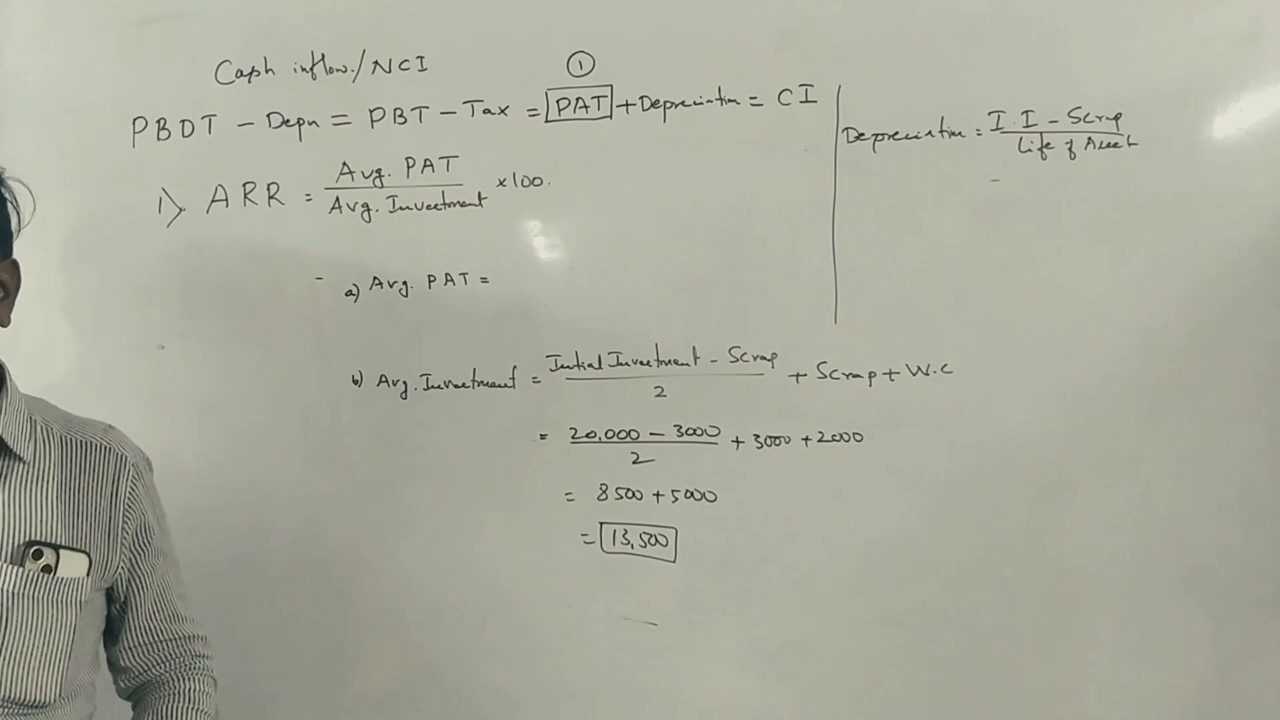 Cash inflow/NCI
①
PBDT - Depn = PBT - Tax = PAT + Depreciation = CI
Depreciation = I.I - Scrap / Life of Asset
1) ARR = Avg. PAT / Avg. Investment × 100.
a) Avg. PAT =
b) Avg. Investment = Initial Investment - Scrap / 2 + Scrap + W.C
= 20,000 - 3000 / 2 + 3000 + 2000
= 8500 + 5000
= 13,500